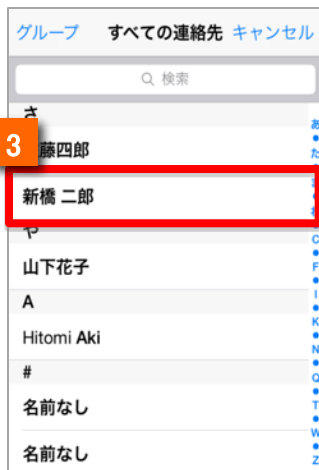 グループ すべての連絡先 キャンセル
検索
さ
3
藤四郎
新橋 二郎
や
山下花子
A
Hitomi Aki
#
名前なし
名前なし
あ
た
C
F
I
K
N
Q
T
W
Z